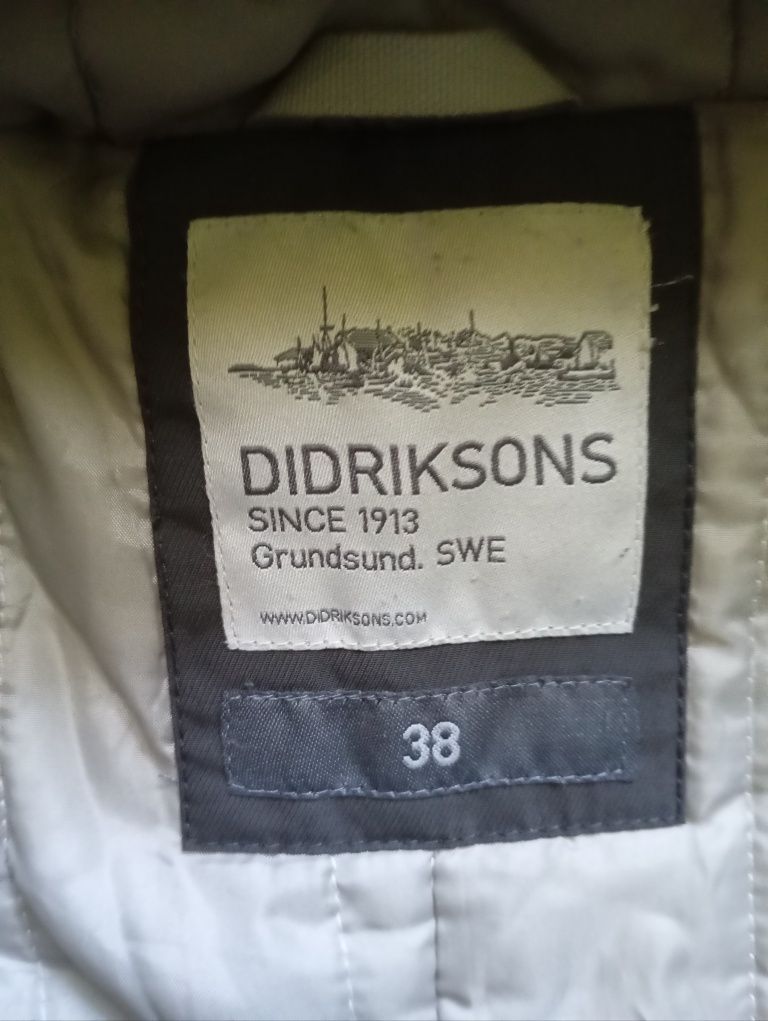 DIDRIKSONS
SINCE 1913
Grundsund. SWE
WWW.DIDRIKSONS.COM
38